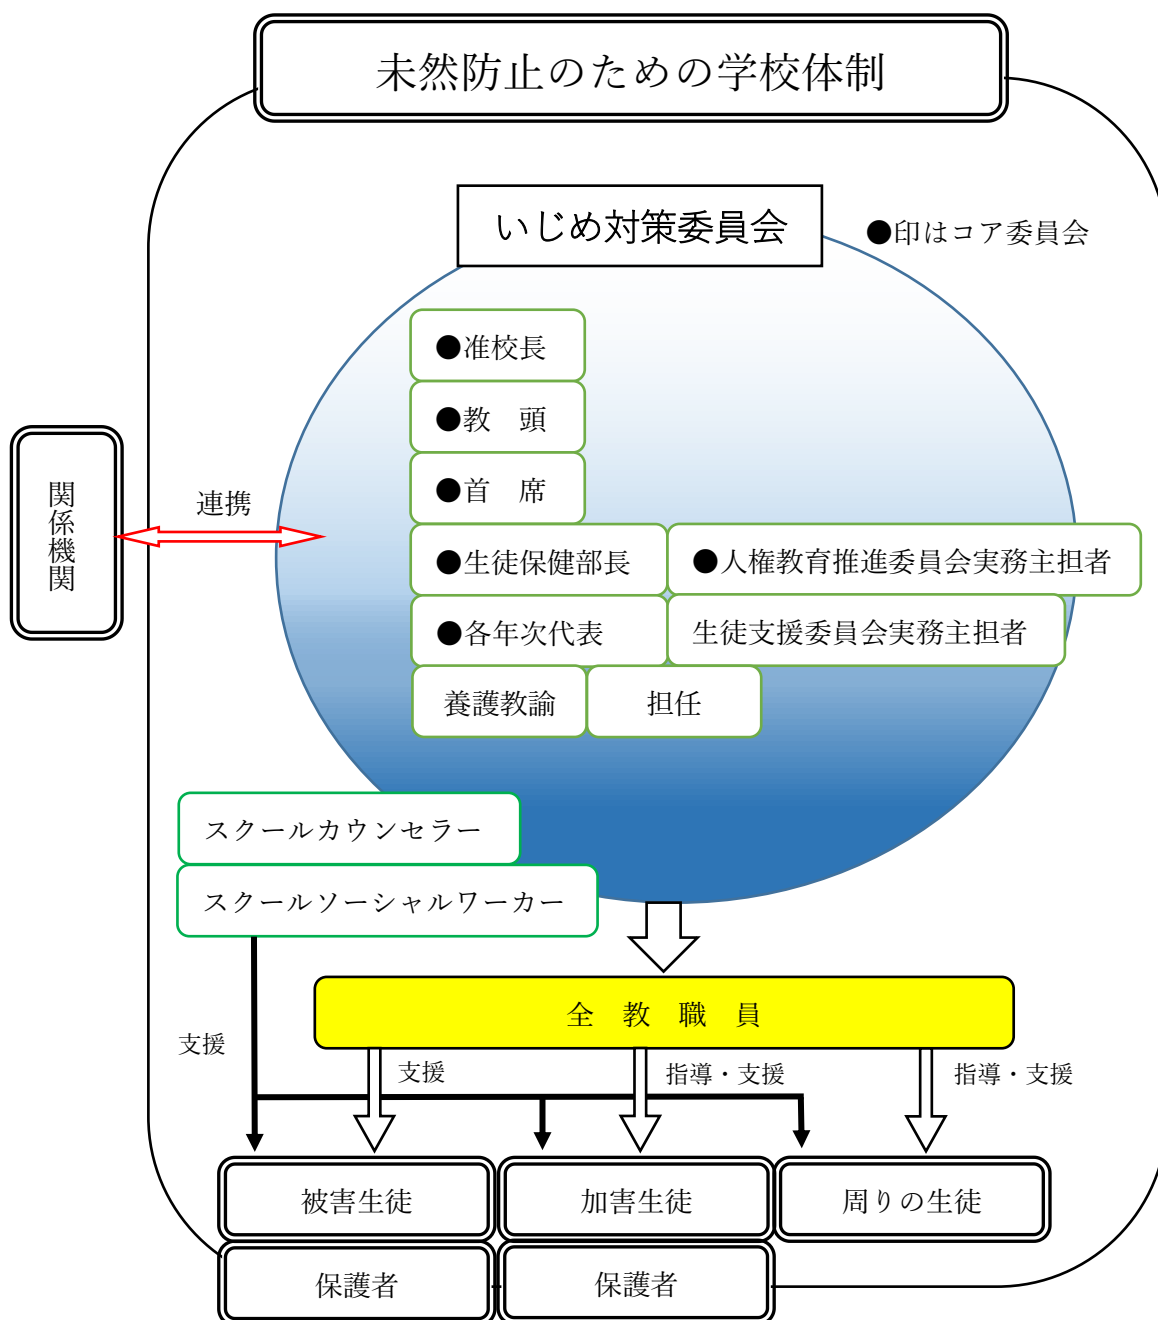 未然防止のための学校体制
いじめ対策委員会
●印はコア委員会
●准校長
●教　頭
●首　席
●生徒保健部長
●人権教育推進委員会実務主担者
●各年次代表
生徒支援委員会実務主担者
養護教諭
担任
関係機関
連携
スクールカウンセラー
スクールソーシャルワーカー
全　教　職　員
支援
支援
指導・支援
指導・支援
被害生徒
加害生徒
周りの生徒
保護者
保護者